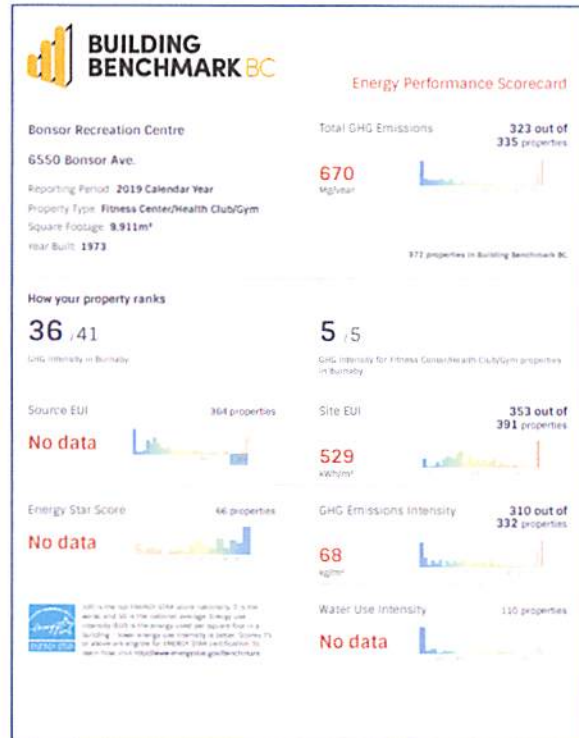 BUILDING
BENCHMARK BC
Energy Performance Scorecard
Bonsor Recreation Centre
6550 Bonsor Ave.
Reporting Period: 2019 Calendar Year
Property Type: Fitness Center/Health Club/Gym
Square Footage: 9,911m²
Year Built: 1973
Total GHG Emissions
323 out of
335 properties
670
Mg/year
properties in Building Benchmark BC
How your property ranks
36 /41
GHG Intensity in Burnaby
5 /5
GHG Intensity for Fitness Center/Health Club/Gym properties
in Burnaby
Source EUI
364 properties
No data
Site EUI
353 out of
391 properties
529
kWh/m²
Energy Star Score
66 properties
No data
GHG Emissions Intensity
310 out of
332 properties
68
kg/m²
ENERGY STAR
Water Use Intensity
110 properties
No data